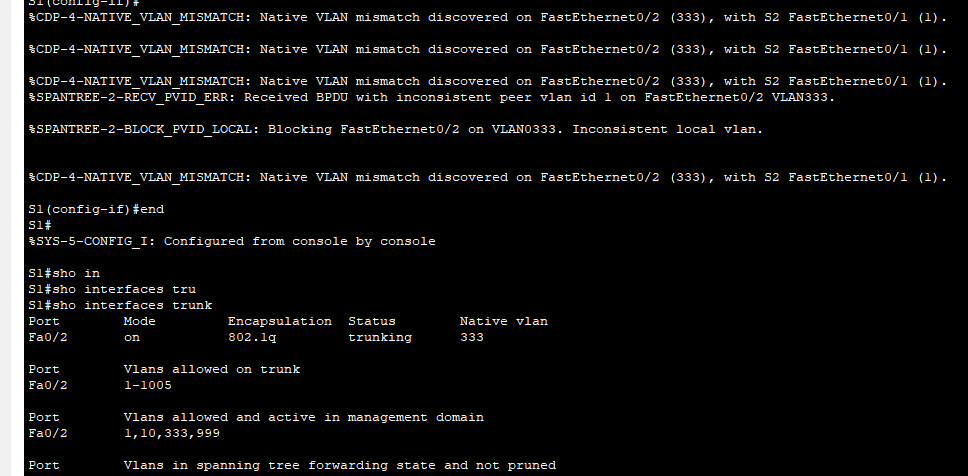 S1(config-if)#
%CDP-4-NATIVE_VLAN_MISMATCH: Native VLAN mismatch discovered on FastEthernet0/2 (333), with S2 FastEthernet0/1 (1).
%CDP-4-NATIVE_VLAN_MISMATCH: Native VLAN mismatch discovered on FastEthernet0/2 (333), with S2 FastEthernet0/1 (1).
%CDP-4-NATIVE_VLAN_MISMATCH: Native VLAN mismatch discovered on FastEthernet0/2 (333), with S2 FastEthernet0/1 (1).
%SPANTREE-2-RECV_PVID_ERR: Received BPDU with inconsistent peer vlan id 1 on FastEthernet0/2 VLAN333.
%SPANTREE-2-BLOCK_PVID_LOCAL: Blocking FastEthernet0/2 on VLAN0333. Inconsistent local vlan.
%CDP-4-NATIVE_VLAN_MISMATCH: Native VLAN mismatch discovered on FastEthernet0/2 (333), with S2 FastEthernet0/1 (1).
S1(config-if)#end
S1#
%SYS-5-CONFIG_I: Configured from console by console
S1#sho in
S1#sho interfaces tru
S1#sho interfaces trunk
Port Mode Encapsulation Status Native vlan
Fa0/2 on 802.1q trunking 333
Port Vlans allowed on trunk
Fa0/2 1-1005
Port Vlans allowed and active in management domain
Fa0/2 1,10,333,999
Port Vlans in spanning tree forwarding state and not pruned